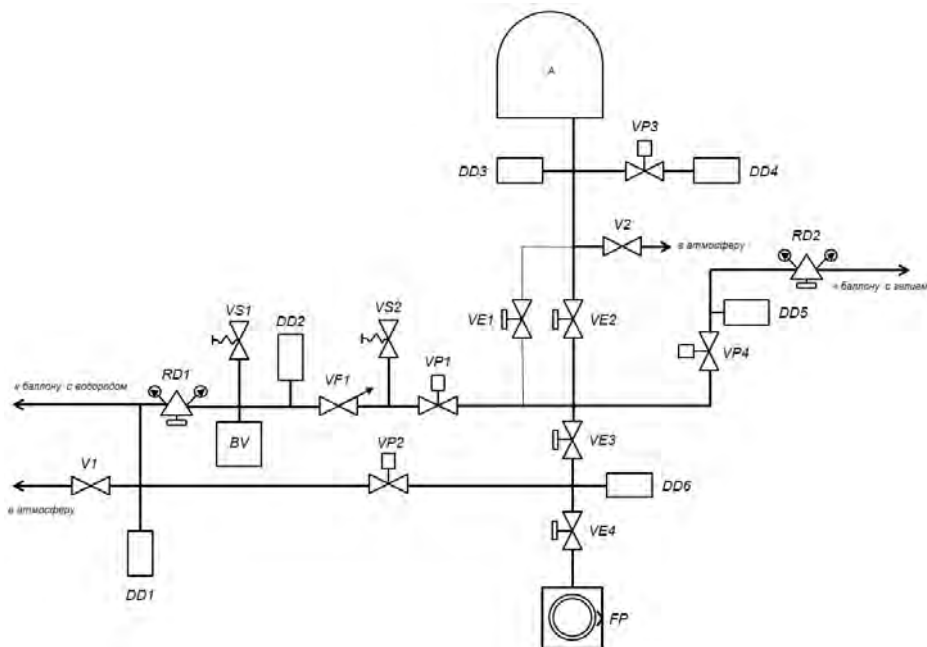 A
VP3
DD3
DD4
V2
в атмосферу
RD2
к баллону с гелием
VS1
DD2
VS2
VE1
VE2
DD5
VP4
к баллону с водородом
RD1
VF1
VP1
BV
VE3
V1
VP2
DD6
в атмосферу
VE4
DD1
FP